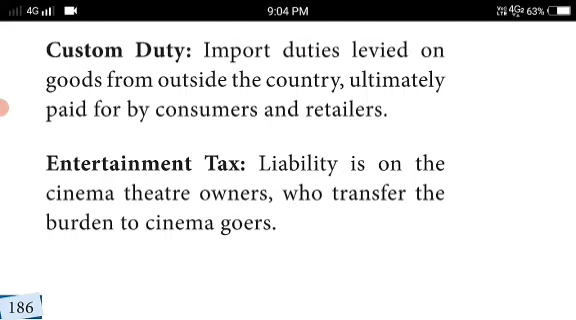 4G 9:04 PM 4G2 63%
Custom Duty: Import duties levied on
goods from outside the country, ultimately
paid for by consumers and retailers.
Entertainment Tax: Liability is on the
cinema theatre owners, who transfer the
burden to cinema goers.
186